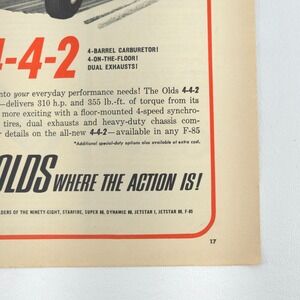 4-4-2
4-BARREL CARBURETOR!
4-ON-THE-FLOOR!
DUAL EXHAUSTS!
nto your everyday performance needs! The Olds 4-4-2
—delivers 310 h.p. and 355 lb.-ft. of torque from its
more exciting with a floor-mounted 4-speed synchro-
tires, dual exhausts and heavy-duty chassis com-
r details on the all-new 4-4-2—available in any F-85
*Additional special-duty options also available at extra cost.
OLDS WHERE THE ACTION IS!
LDERS OF THE NINETY-EIGHT, STARFIRE, SUPER 88, DYNAMIC 88, JETSTAR I, JETSTAR 88, F-85
17